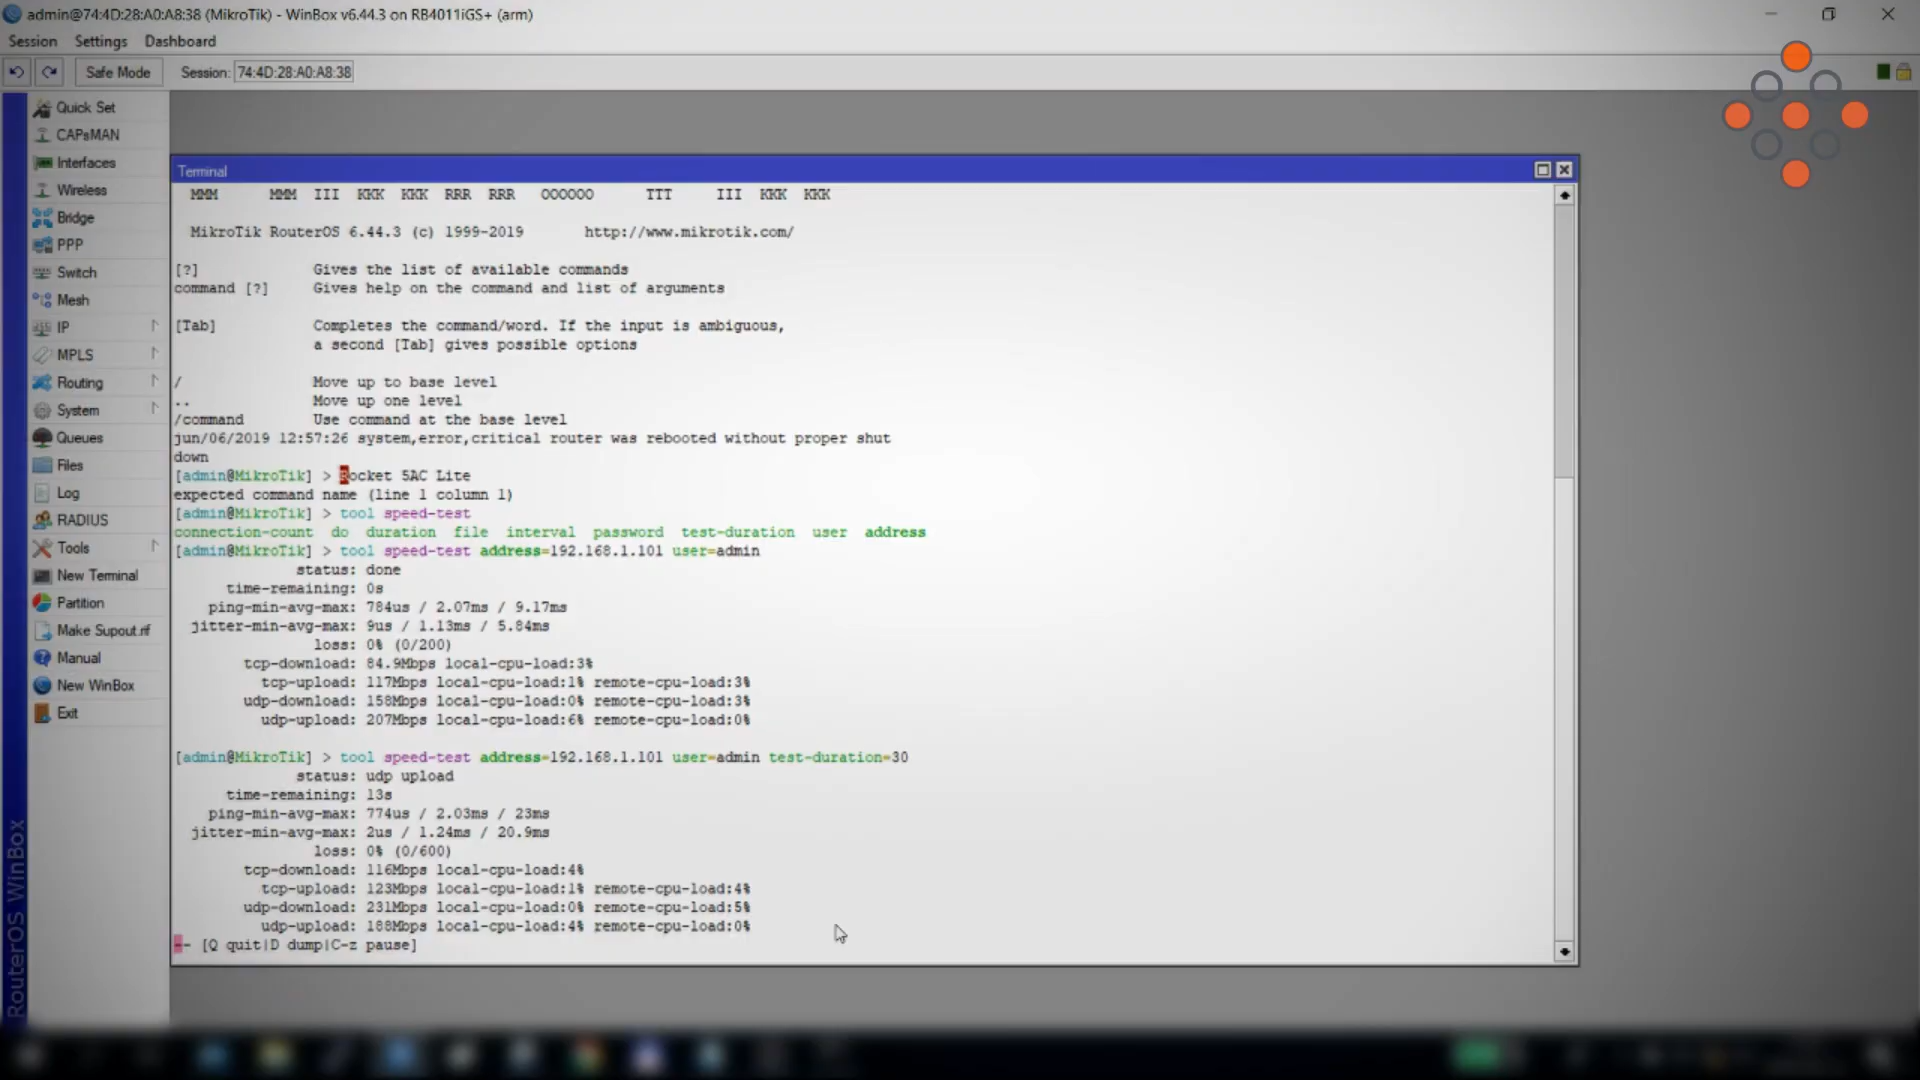 admin@74:4D:28:A0:A8:38 (MikroTik) - WinBox v6.44.3 on RB4011iGS+ (arm)
Session Settings Dashboard
Safe Mode Session: 74:4D:28:A0:A8:38
Quick Set
CAPsMAN
Interfaces
Wireless
Bridge
PPP
Switch
Mesh
IP
MPLS
Routing
System
Queues
Files
Log
RADIUS
Tools
New Terminal
Partition
Make Supout.rif
Manual
New WinBox
Exit
RouterOS WinBox
Terminal
MMM MMM III KKK KKK RRR RRR OOOOOO TTT III KKK KKK
MikroTik RouterOS 6.44.3 (c) 1999-2019 http://www.mikrotik.com/
[?] Gives the list of available commands
command [?] Gives help on the command and list of arguments
[Tab] Completes the command/word. If the input is ambiguous,
a second [Tab] gives possible options
/ Move up to base level
.. Move up one level
/command Use command at the base level
jun/06/2019 12:57:26 system,error,critical router was rebooted without proper shut
down
[admin@MikroTik] > Rocket 5AC Lite
expected command name (line 1 column 1)
[admin@MikroTik] > tool speed-test
connection-count do duration file interval password test-duration user address
[admin@MikroTik] > tool speed-test address=192.168.1.101 user=admin
status: done
time-remaining: 0s
ping-min-avg-max: 784us / 2.07ms / 9.17ms
jitter-min-avg-max: 9us / 1.13ms / 5.84ms
loss: 0% (0/200)
tcp-download: 84.9Mbps local-cpu-load:3%
tcp-upload: 117Mbps local-cpu-load:1% remote-cpu-load:3%
udp-download: 158Mbps local-cpu-load:0% remote-cpu-load:3%
udp-upload: 207Mbps local-cpu-load:6% remote-cpu-load:0%
[admin@MikroTik] > tool speed-test address=192.168.1.101 user=admin test-duration=30
status: udp upload
time-remaining: 13s
ping-min-avg-max: 774us / 2.03ms / 23ms
jitter-min-avg-max: 2us / 1.24ms / 20.9ms
loss: 0% (0/600)
tcp-download: 116Mbps local-cpu-load:4%
tcp-upload: 123Mbps local-cpu-load:1% remote-cpu-load:4%
udp-download: 231Mbps local-cpu-load:0% remote-cpu-load:5%
udp-upload: 188Mbps local-cpu-load:4% remote-cpu-load:0%
-- [Q quit|D dump|C-z pause]